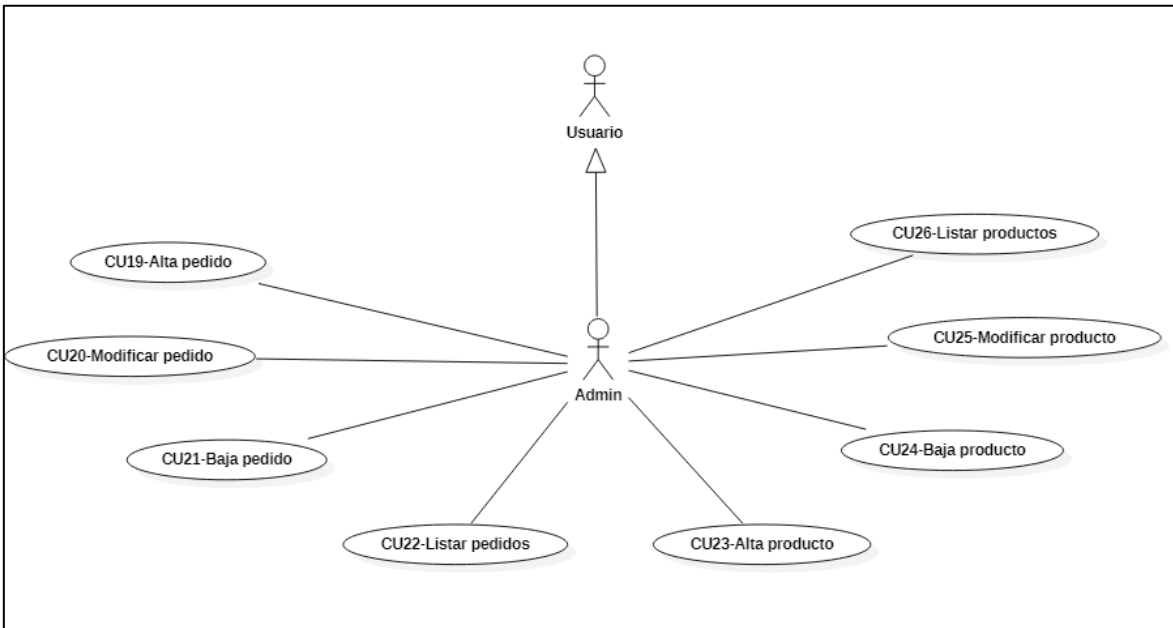 Usuario
CU26-Listar productos
CU19-Alta pedido
CU25-Modificar producto
CU20-Modificar pedido
Admin
CU24-Baja producto
CU21-Baja pedido
CU22-Listar pedidos
CU23-Alta producto